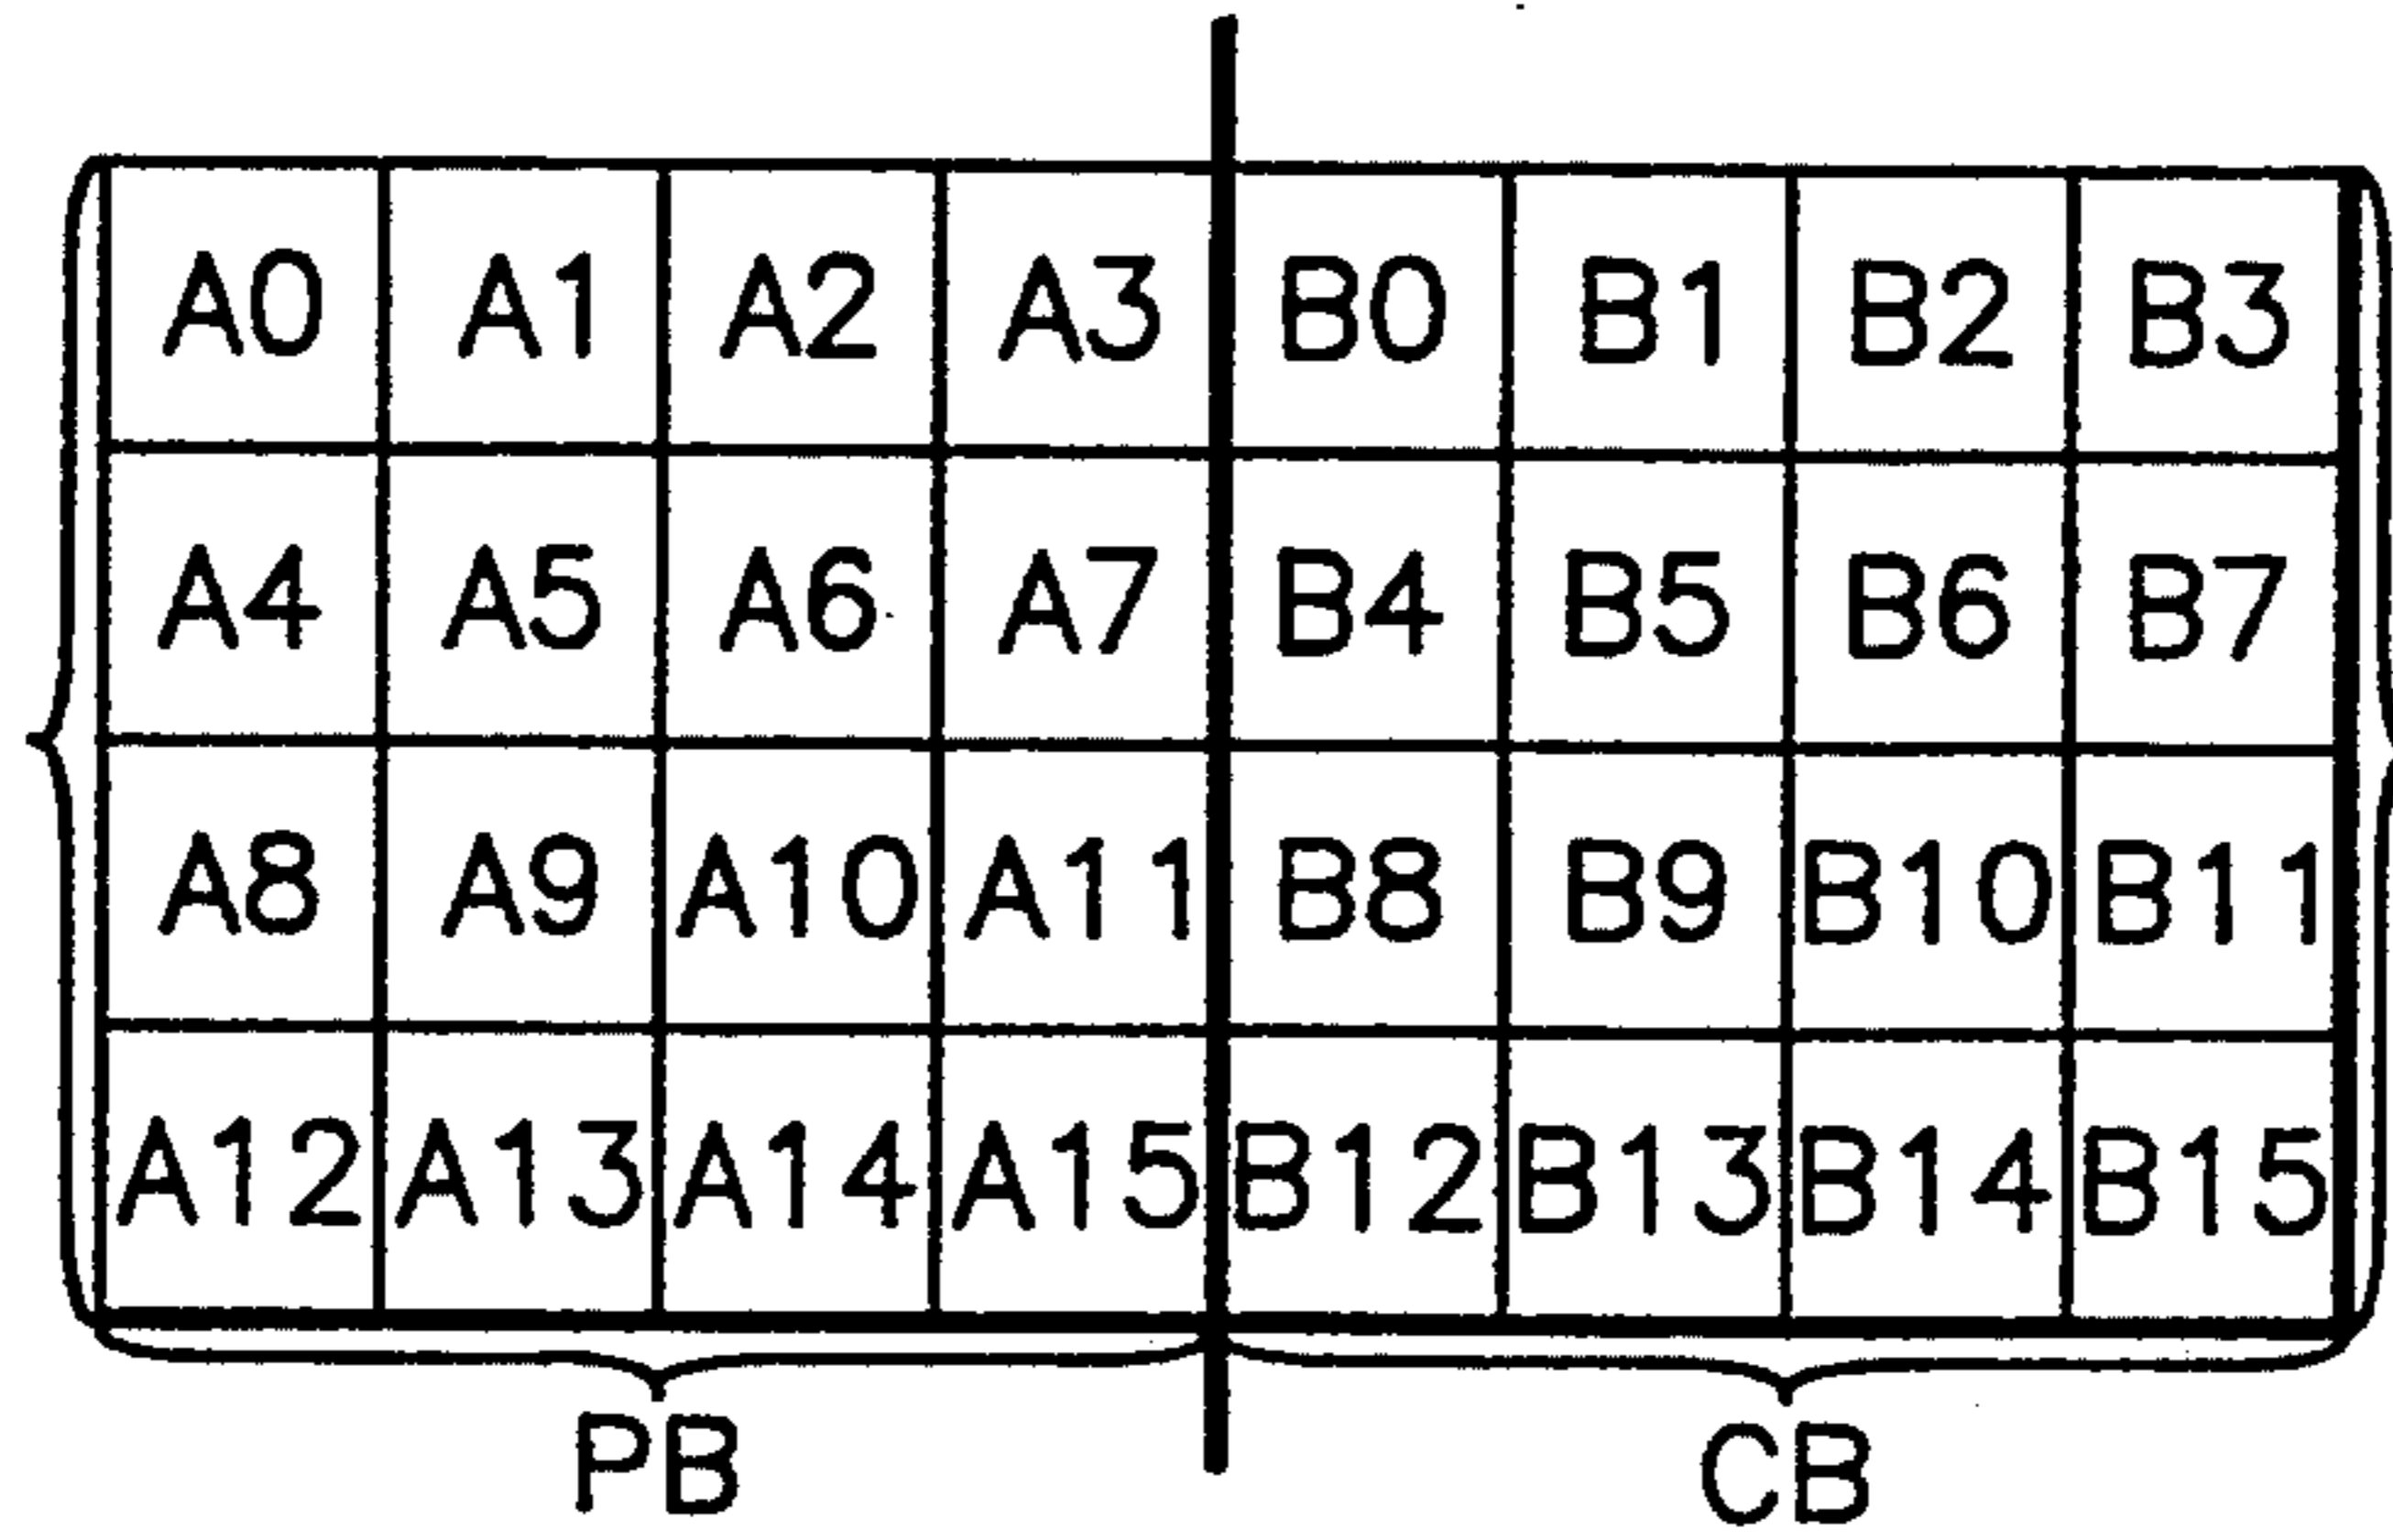 A0 A1 A2 A3 B0 B1 B2 B3
A4 A5 A6 A7 B4 B5 B6 B7
A8 A9 A10 A11 B8 B9 B10 B11
A12 A13 A14 A15 B12 B13 B14 B15
PB CB